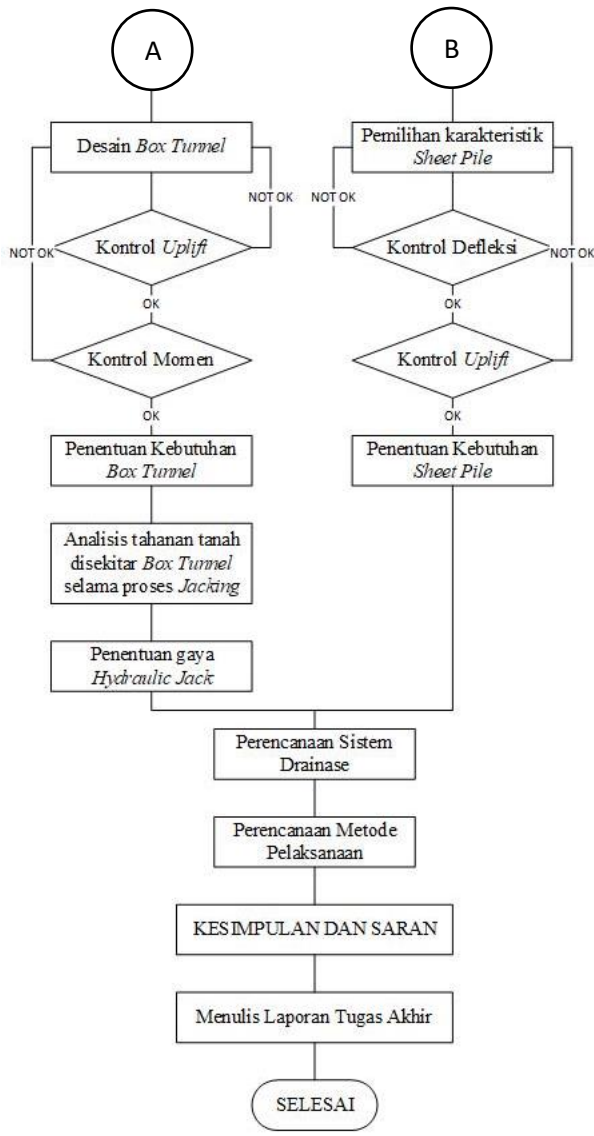 A
Desain Box Tunnel
NOT OK
Kontrol Uplift
NOT OK
OK
Kontrol Momen
OK
Penentuan Kebutuhan
Box Tunnel
Analisis tahanan tanah
disekitar Box Tunnel
selama proses Jacking
Penentuan gaya
Hydraulic Jack
B
Pemilihan karakteristik
Sheet Pile
NOT OK
Kontrol Defleksi
NOT OK
OK
Kontrol Uplift
OK
Penentuan Kebutuhan
Sheet Pile
Perencanaan Sistem
Drainase
Perencanaan Metode
Pelaksanaan
KESIMPULAN DAN SARAN
Menulis Laporan Tugas Akhir
SELESAI